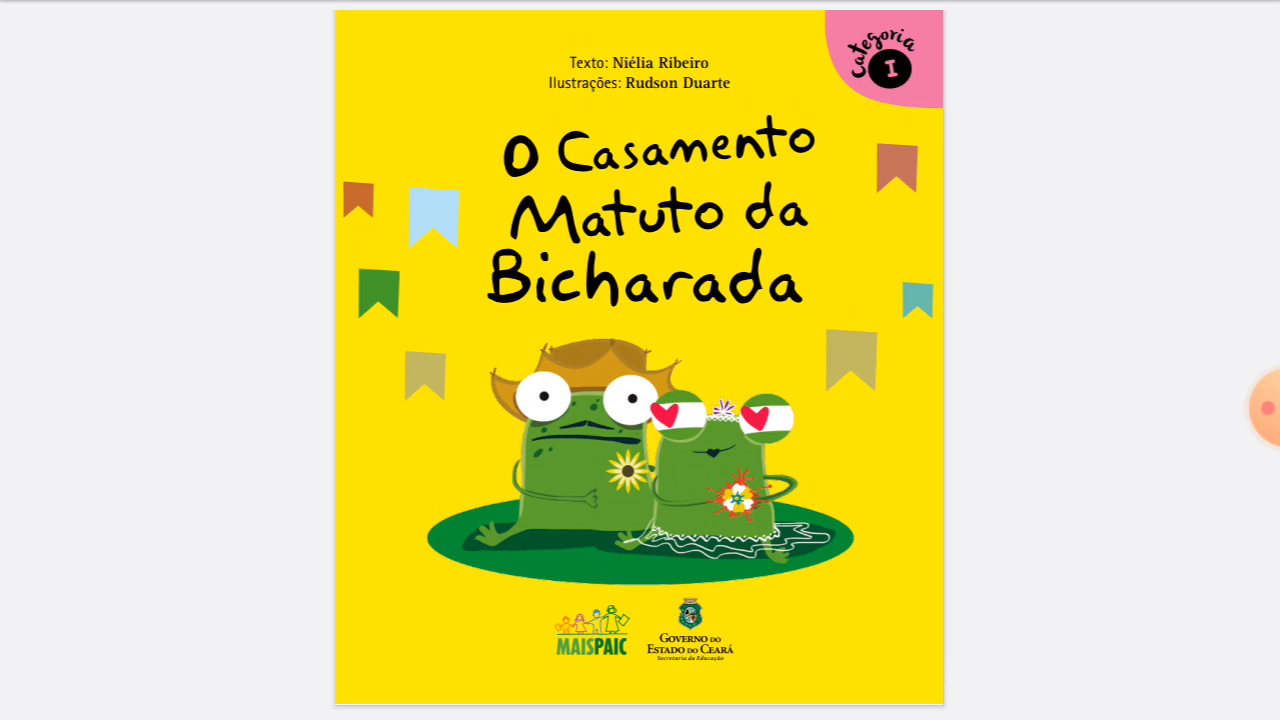 Categoria
I
Texto: Niélia Ribeiro
Ilustrações: Rudson Duarte
O Casamento
Matuto da
Bicharada
MAISPAIC
GOVERNO DO
ESTADO DO CEARÁ
Secretaria da Educação